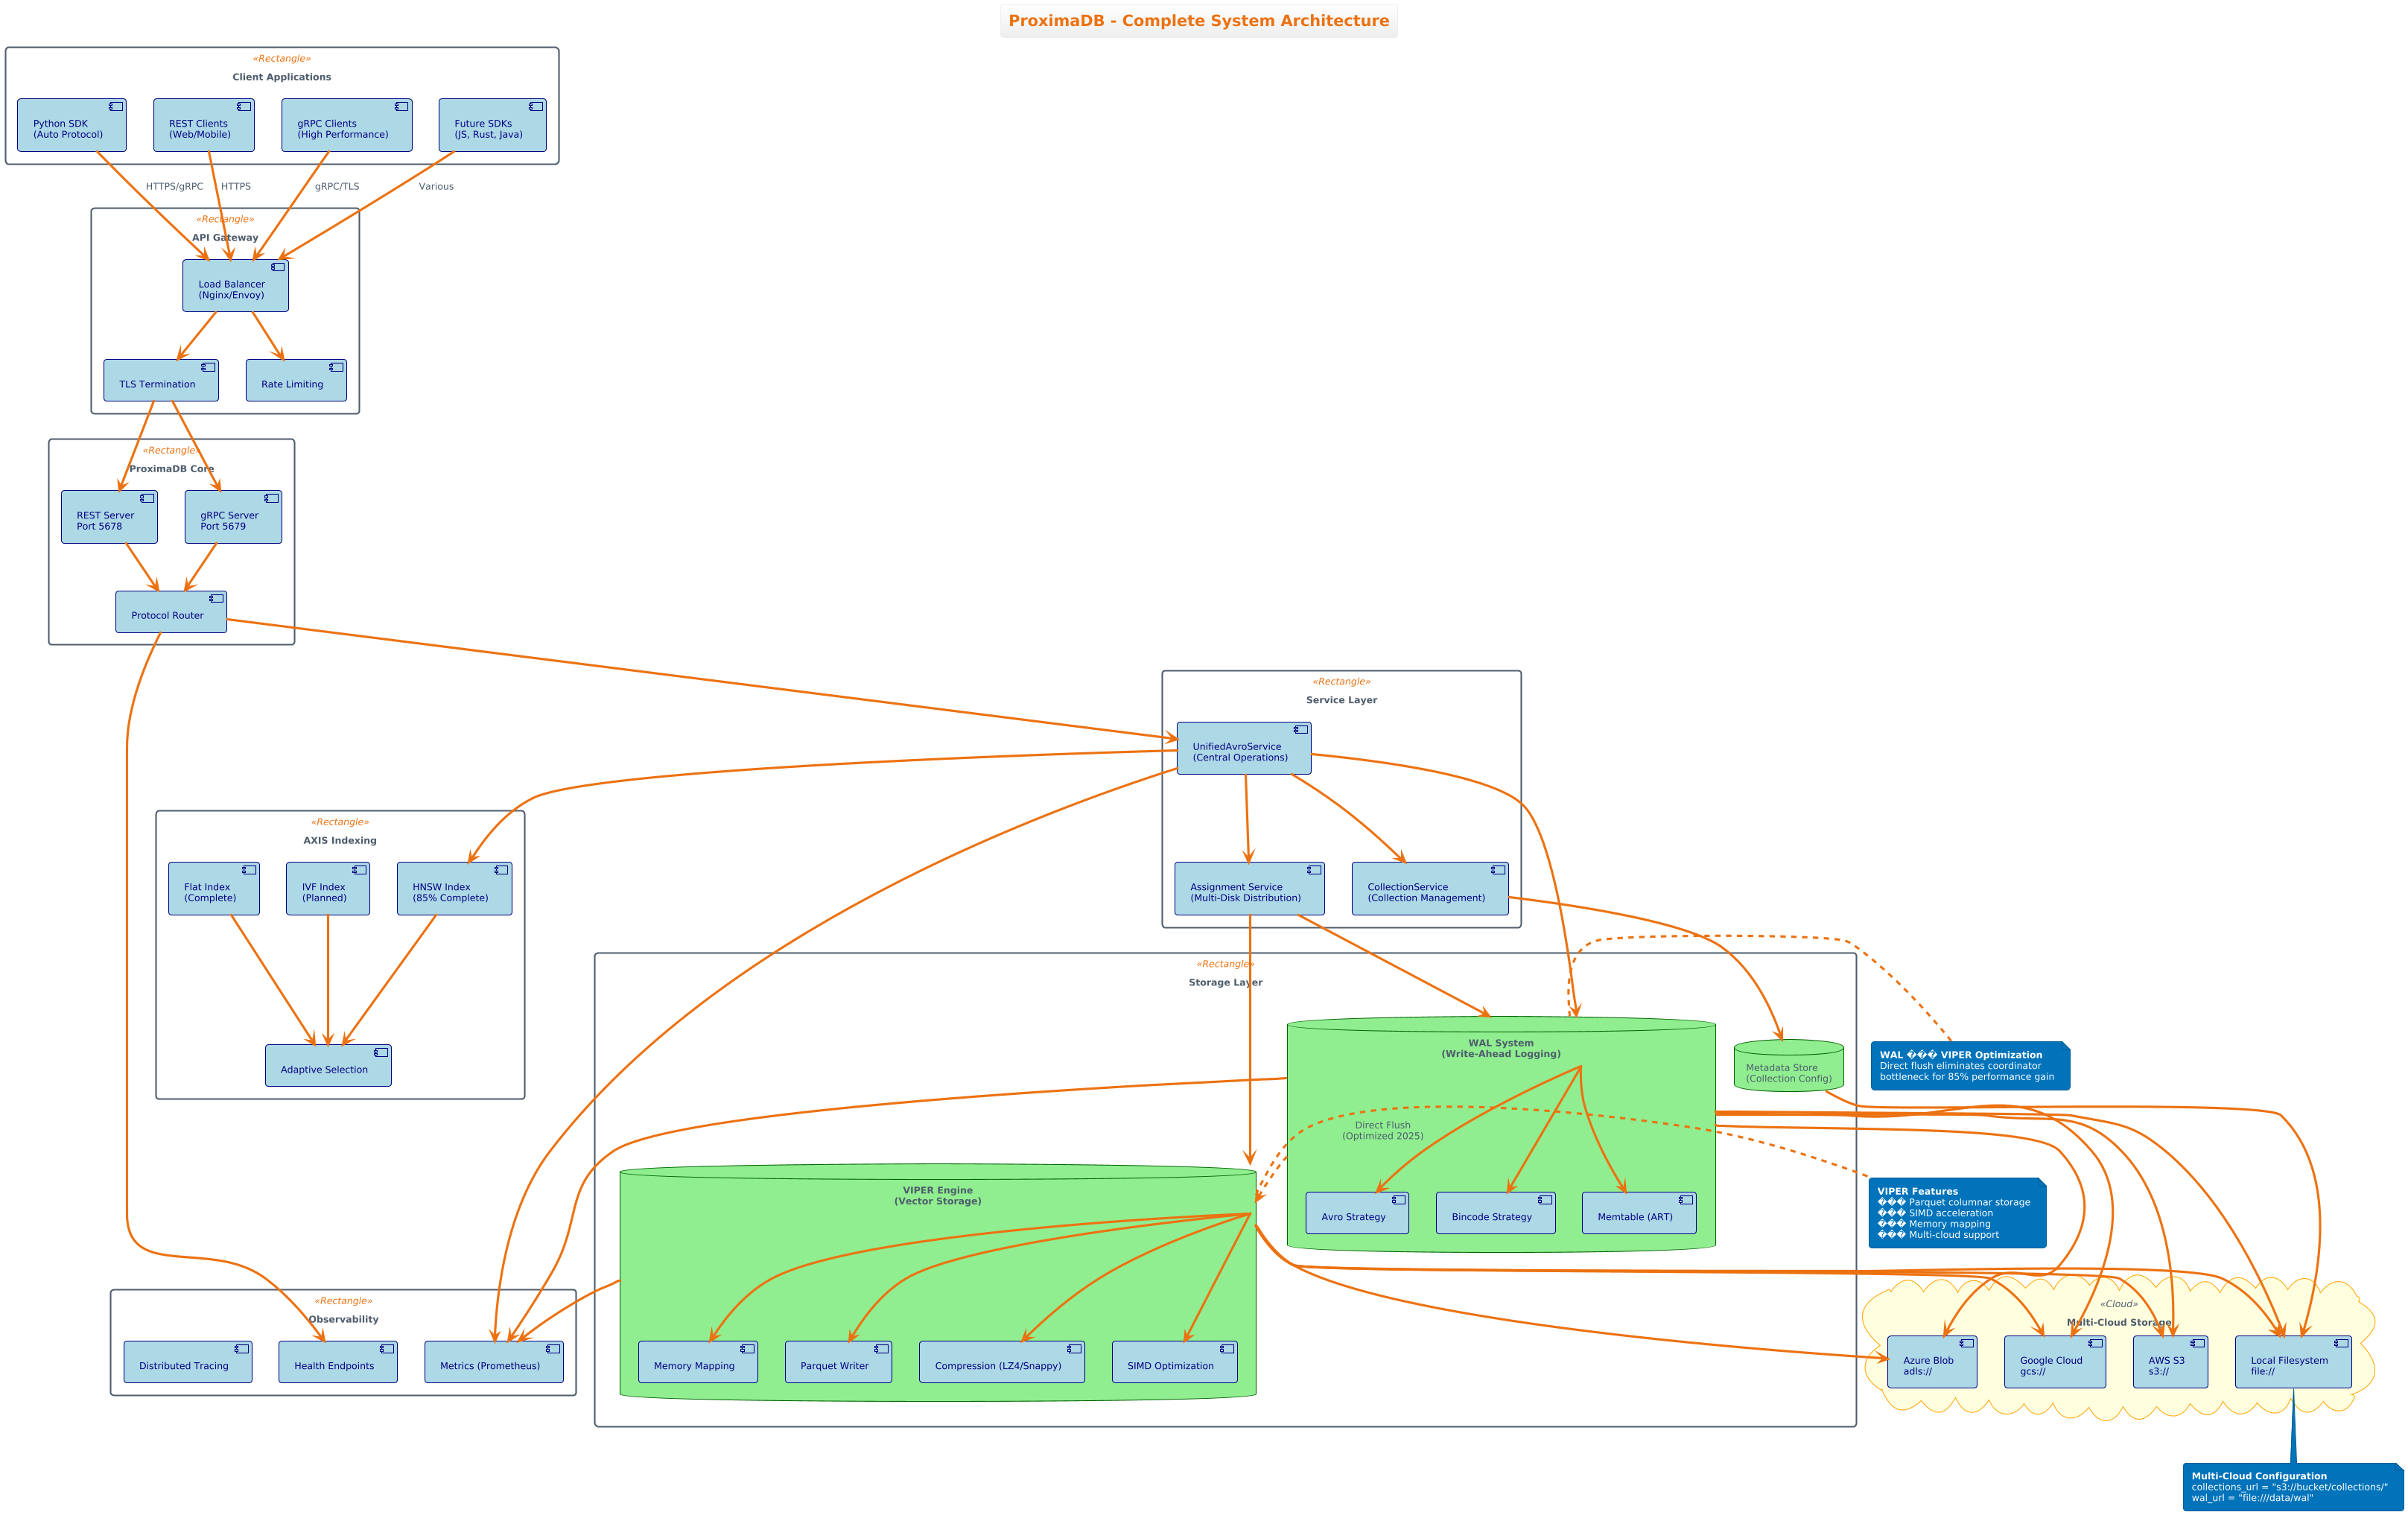 ProximaDB - Complete System Architecture
«Rectangle»
Client Applications
Python SDK
(Auto Protocol)
REST Clients
(Web/Mobile)
gRPC Clients
(High Performance)
Future SDKs
(JS, Rust, Java)
HTTPS/gRPC
HTTPS
gRPC/TLS
Various
«Rectangle»
API Gateway
Load Balancer
(Nginx/Envoy)
TLS Termination
Rate Limiting
«Rectangle»
ProximaDB Core
REST Server
Port 5678
gRPC Server
Port 5679
Protocol Router
«Rectangle»
Service Layer
UnifiedAvroService
(Central Operations)
Assignment Service
(Multi-Disk Distribution)
CollectionService
(Collection Management)
«Rectangle»
AXIS Indexing
Flat Index
(Complete)
IVF Index
(Planned)
HNSW Index
(85% Complete)
Adaptive Selection
«Rectangle»
Storage Layer
WAL System
(Write-Ahead Logging)
Metadata Store
(Collection Config)
WAL ��� VIPER Optimization
Direct flush eliminates coordinator
bottleneck for 85% performance gain
Direct Flush
(Optimized 2025)
Avro Strategy
Bincode Strategy
Memtable (ART)
VIPER Features
��� Parquet columnar storage
��� SIMD acceleration
��� Memory mapping
��� Multi-cloud support
VIPER Engine
(Vector Storage)
Memory Mapping
Parquet Writer
Compression (LZ4/Snappy)
SIMD Optimization
«Rectangle»
Observability
Distributed Tracing
Health Endpoints
Metrics (Prometheus)
«Cloud»
Multi-Cloud Storage
Azure Blob
adls://
Google Cloud
gcs://
AWS S3
s3://
Local Filesystem
file://
Multi-Cloud Configuration
collections_url = "s3://bucket/collections/"
wal_url = "file:///data/wal"